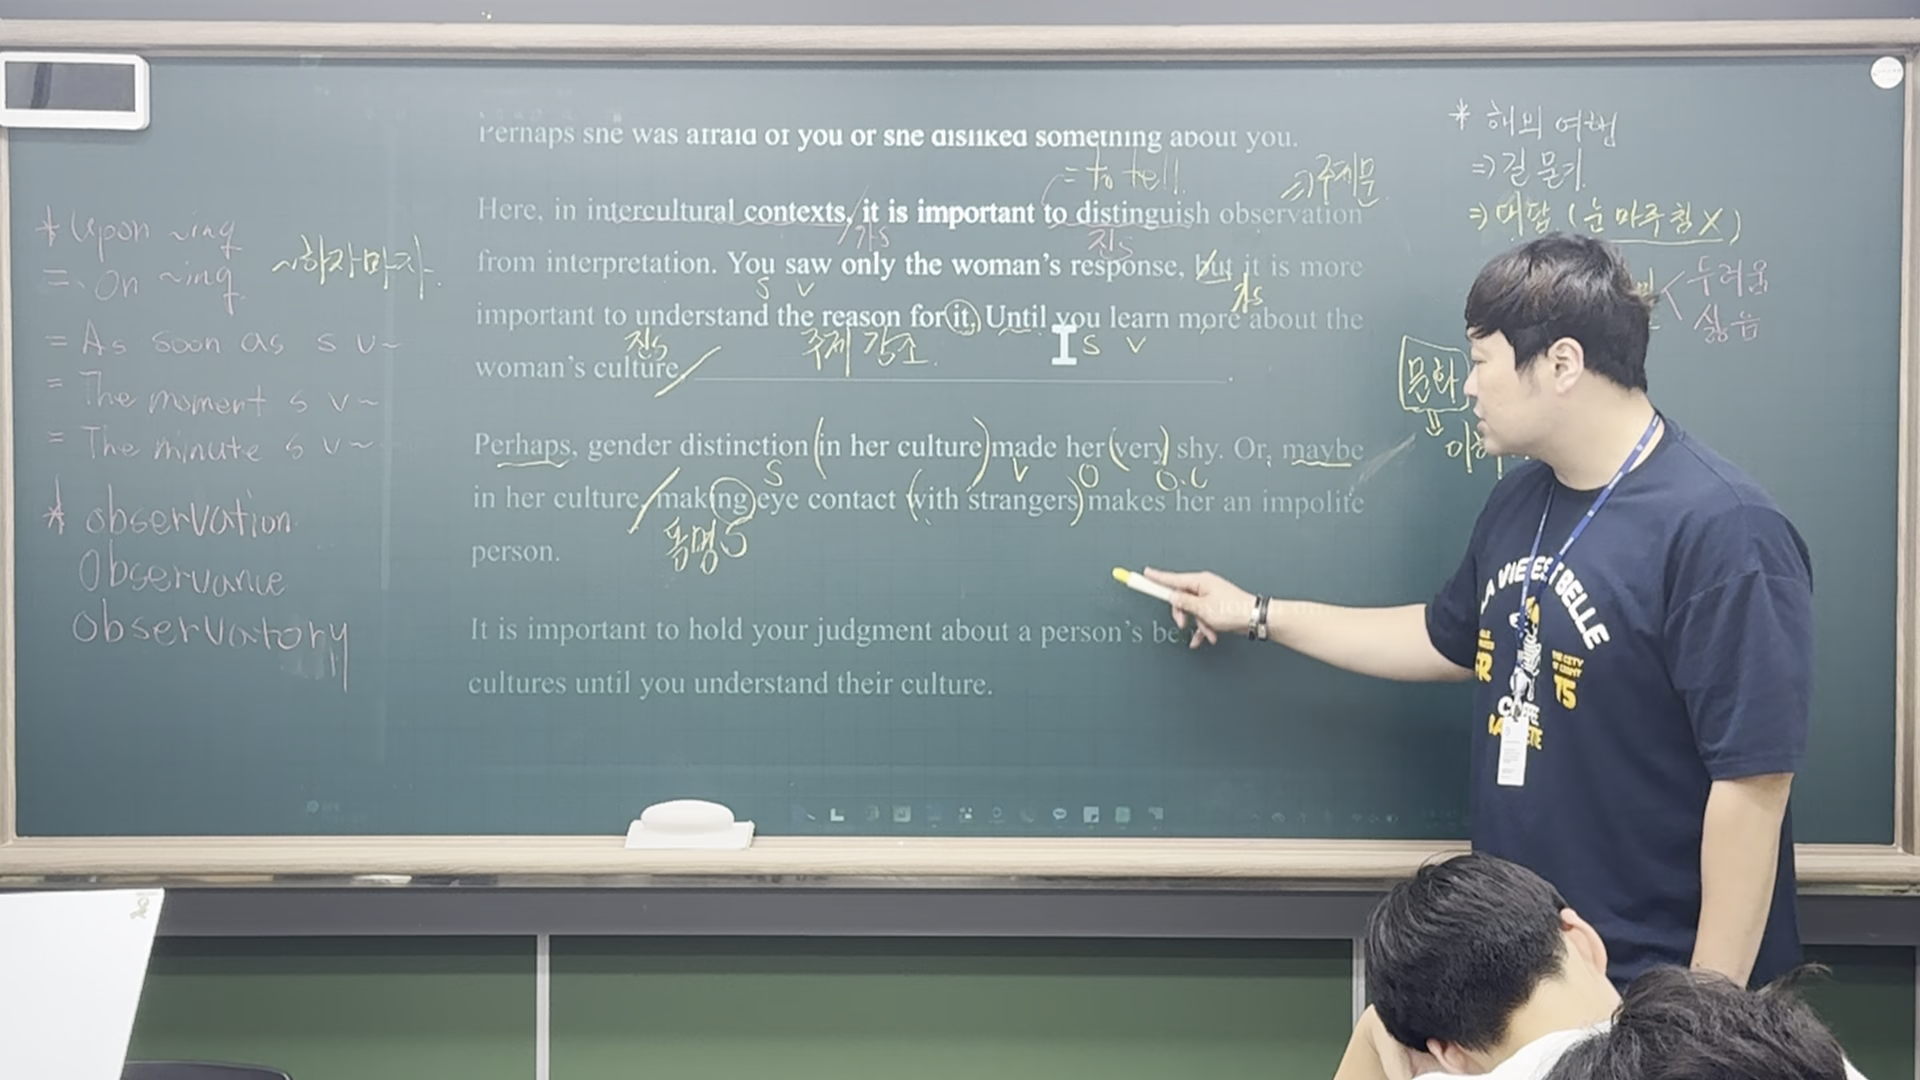 * upon ~ing
= on ~ing
~하자마자
= As soon as s v~
= The moment s v~
= The minute s v~
* observation
observance
observatory
Perhaps she was afraid of you or she disliked something about you.
= to tell
⇒ 주제문
Here, in intercultural contexts, it is important to distinguish observation
가s
진s
from interpretation. You saw only the woman's response, but it is more
s v
가s
important to understand the reason for it. Until you learn more about the
진s
주제 강조
s v
woman's culture, ______________.
Perhaps, gender distinction (in her culture) made her (very) shy. Or, maybe
S V O O.C
in her culture, making eye contact (with strangers) makes her an impolite
동명S
person.
It is important to hold your judgment about a person's be
cultures until you understand their culture.
* 해외 여행
⇒ 길 묻기
⇒ 대답 (눈 마주침 X)
두려움
싫음
문화
LA VIE EST BELLE
15